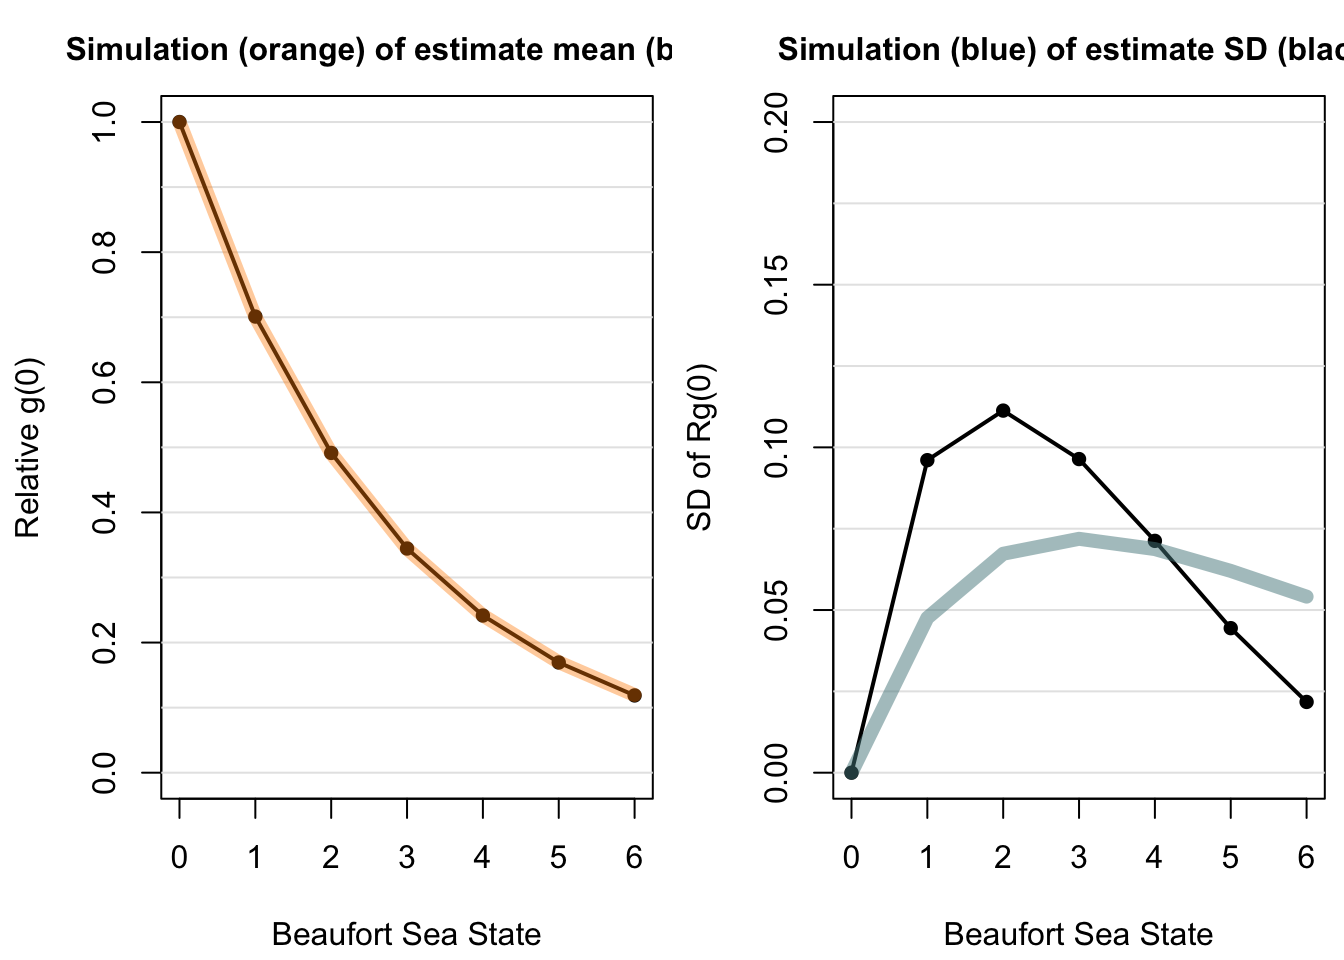 Simulation (orange) of estimate mean (b
Relative g(0)
1.0
0.8
0.6
0.4
0.2
0.0
0 1 2 3 4 5 6
Beaufort Sea State
Simulation (blue) of estimate SD (blac
SD of Rg(0)
0.20
0.15
0.10
0.05
0.00
0 1 2 3 4 5 6
Beaufort Sea State